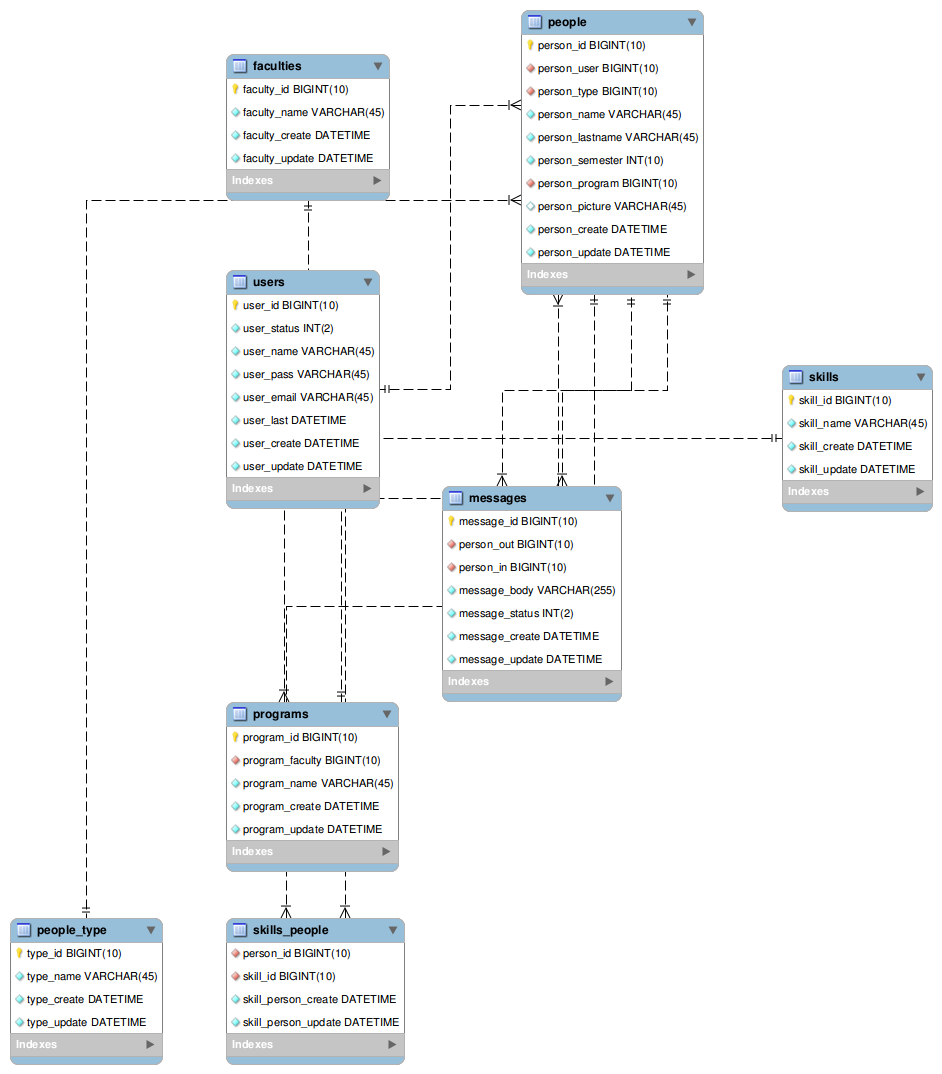 people
person_id BIGINT(10)
person_user BIGINT(10)
person_type BIGINT(10)
person_name VARCHAR(45)
person_lastname VARCHAR(45)
person_semester INT(10)
person_program BIGINT(10)
person_picture VARCHAR(45)
person_create DATETIME
person_update DATETIME
Indexes
faculties
faculty_id BIGINT(10)
faculty_name VARCHAR(45)
faculty_create DATETIME
faculty_update DATETIME
Indexes
users
user_id BIGINT(10)
user_status INT(2)
user_name VARCHAR(45)
user_pass VARCHAR(45)
user_email VARCHAR(45)
user_last DATETIME
user_create DATETIME
user_update DATETIME
Indexes
skills
skill_id BIGINT(10)
skill_name VARCHAR(45)
skill_create DATETIME
skill_update DATETIME
Indexes
messages
message_id BIGINT(10)
person_out BIGINT(10)
person_in BIGINT(10)
message_body VARCHAR(255)
message_status INT(2)
message_create DATETIME
message_update DATETIME
Indexes
programs
program_id BIGINT(10)
program_faculty BIGINT(10)
program_name VARCHAR(45)
program_create DATETIME
program_update DATETIME
Indexes
people_type
type_id BIGINT(10)
type_name VARCHAR(45)
type_create DATETIME
type_update DATETIME
Indexes
skills_people
person_id BIGINT(10)
skill_id BIGINT(10)
skill_person_create DATETIME
skill_person_update DATETIME
Indexes